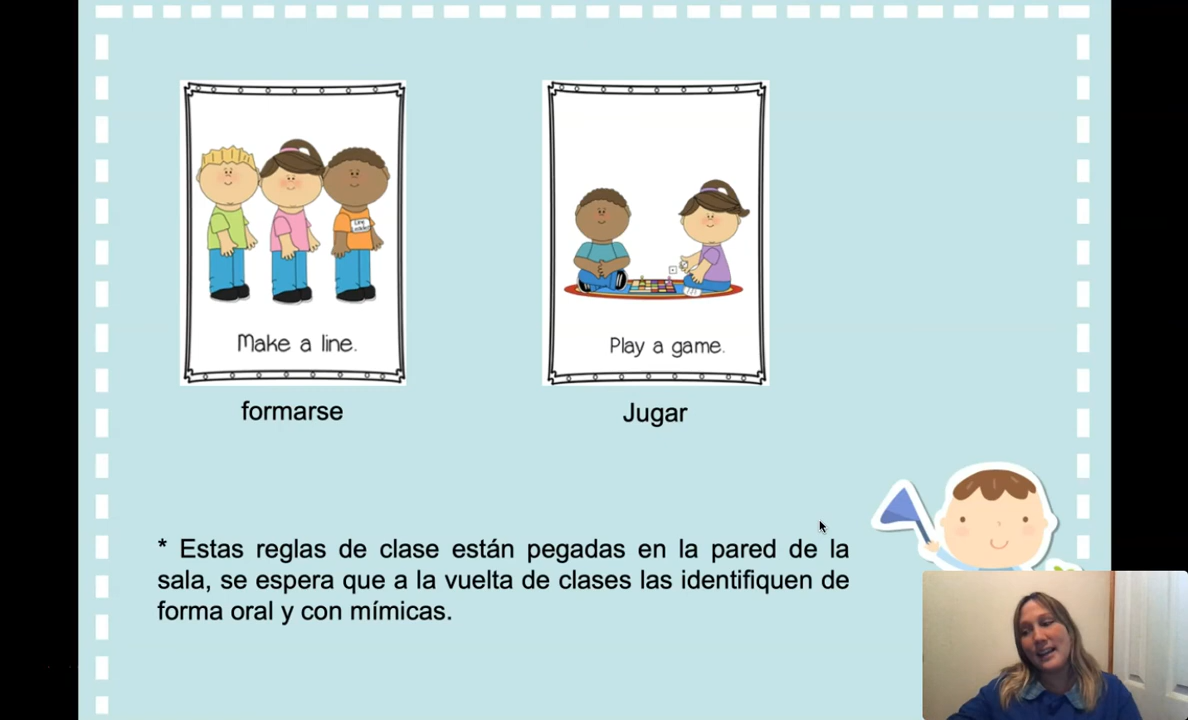 Make a line.
Play a game.
formarse
Jugar
* Estas reglas de clase están pegadas en la pared de la
sala, se espera que a la vuelta de clases las identifiquen de
forma oral y con mímicas.